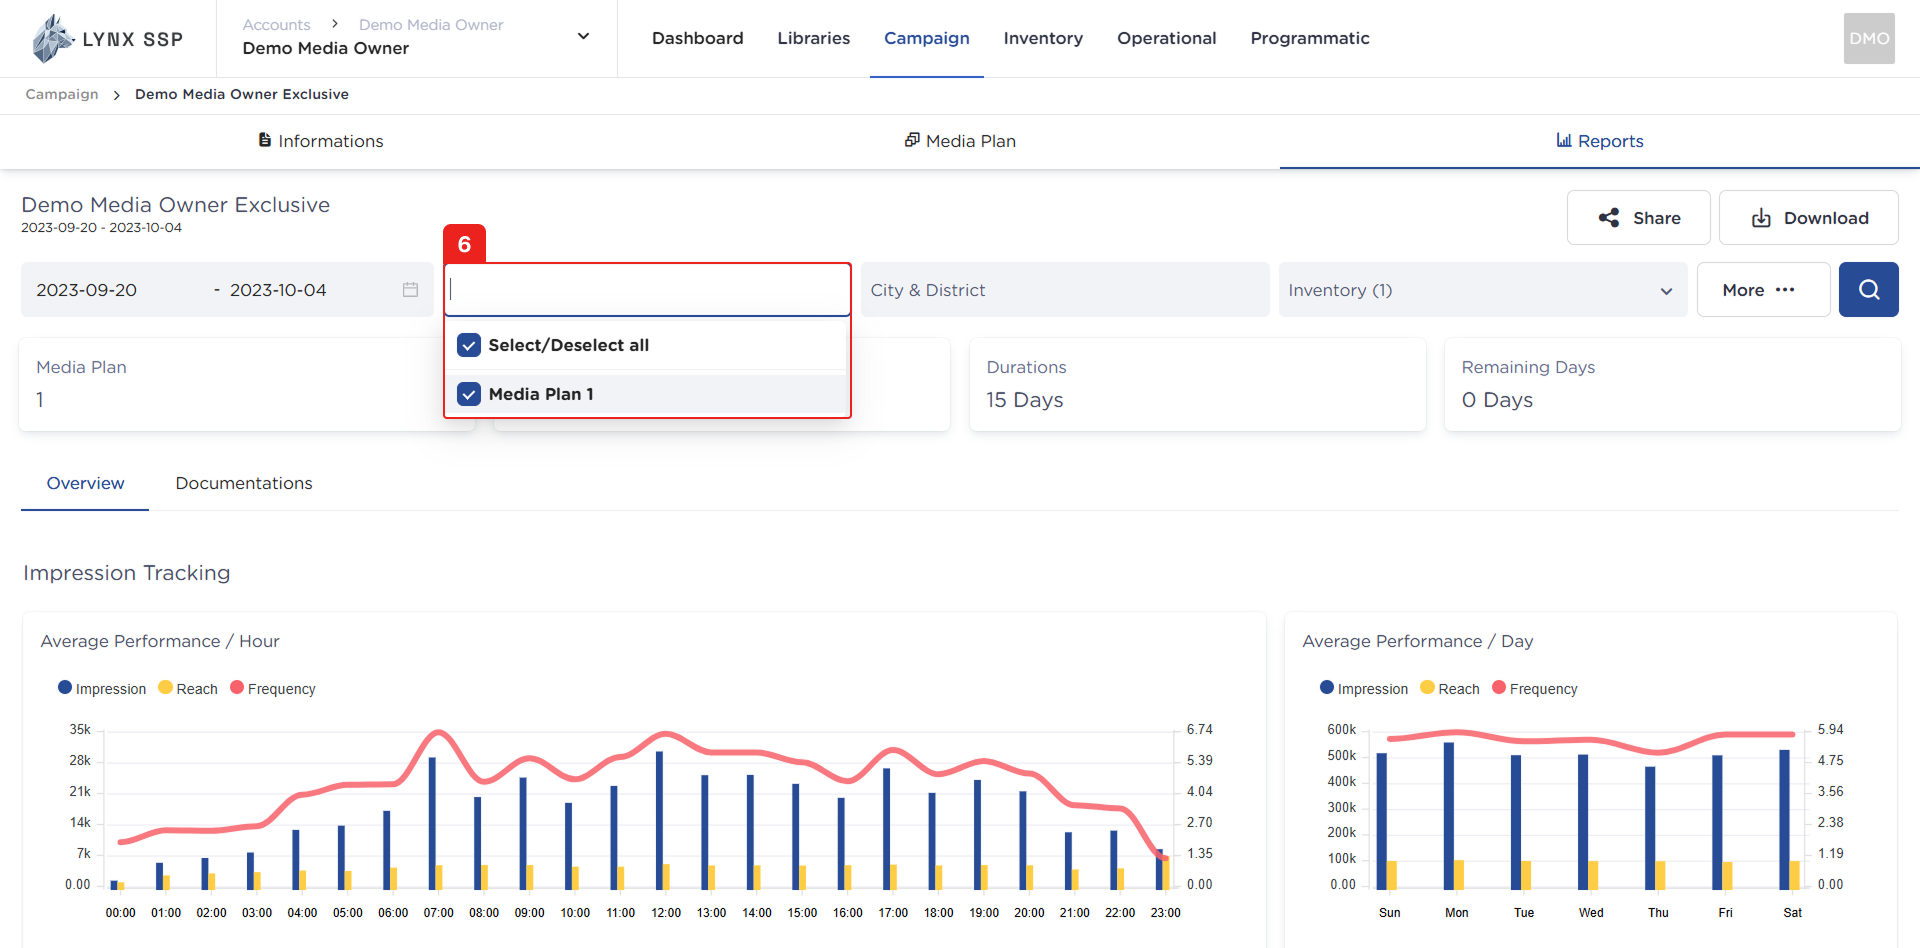 LYNX SSP
Accounts > Demo Media Owner
Demo Media Owner
Dashboard
Libraries
Campaign
Inventory
Operational
Programmatic
DMO
Campaign > Demo Media Owner Exclusive
Informations
Media Plan
Reports
Demo Media Owner Exclusive
2023-09-20 - 2023-10-04
Share
Download
6
2023-09-20 - 2023-10-04
City & District
Inventory (1)
More •••
Select/Deselect all
Media Plan 1
Media Plan
1
Durations
15 Days
Remaining Days
0 Days
Overview
Documentations
Impression Tracking
Average Performance / Hour
Impression Reach Frequency
35k
28k
21k
14k
7k
0.00
6.74
5.39
4.04
2.70
1.35
0.00
00:00 01:00 02:00 03:00 04:00 05:00 06:00 07:00 08:00 09:00 10:00 11:00 12:00 13:00 14:00 15:00 16:00 17:00 18:00 19:00 20:00 21:00 22:00 23:00
Average Performance / Day
Impression Reach Frequency
600k
500k
400k
300k
200k
100k
0.00
5.94
4.75
3.56
2.38
1.19
0.00
Sun Mon Tue Wed Thu Fri Sat